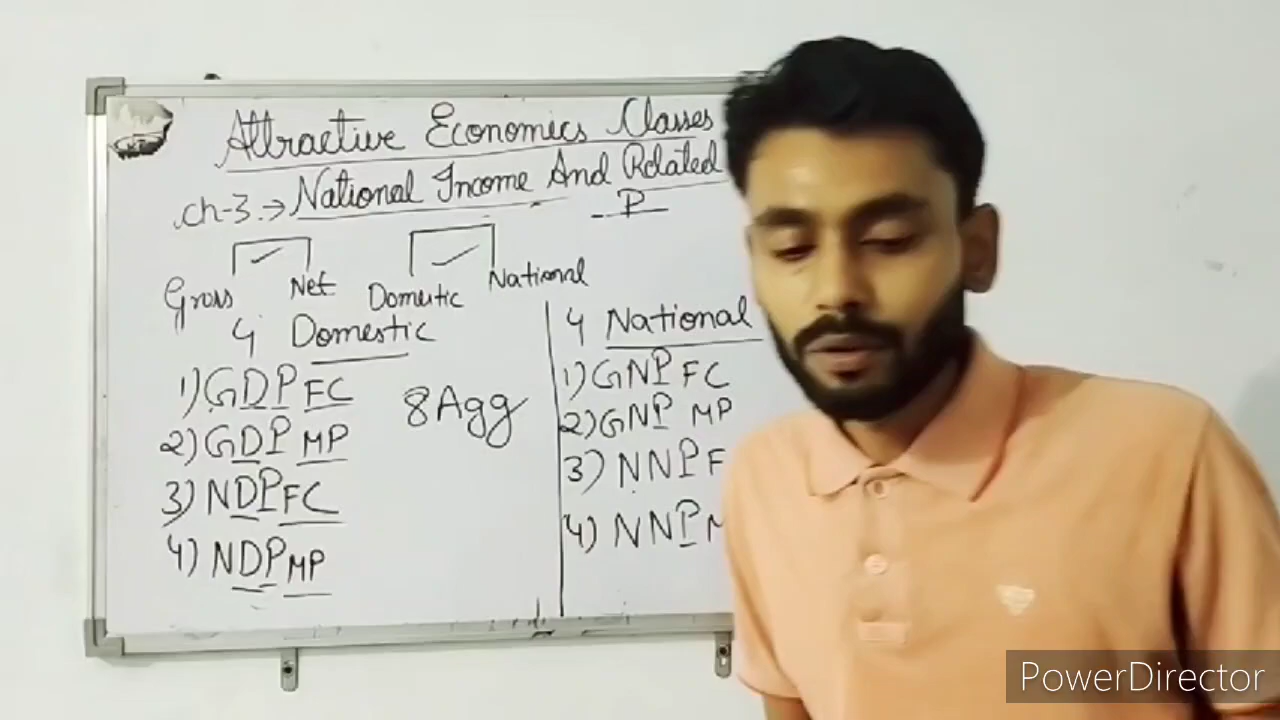 Attractive Economics Classes
Ch-3. → National Income And Related
P
Gross Net Domestic National
4 Domestic
1) GDP FC
2) GDP MP
3) NDP FC
4) NDP MP
8 Agg
4 National
1) GNP FC
2) GNP MP
3) NNP F
4) NNP M
PowerDirector